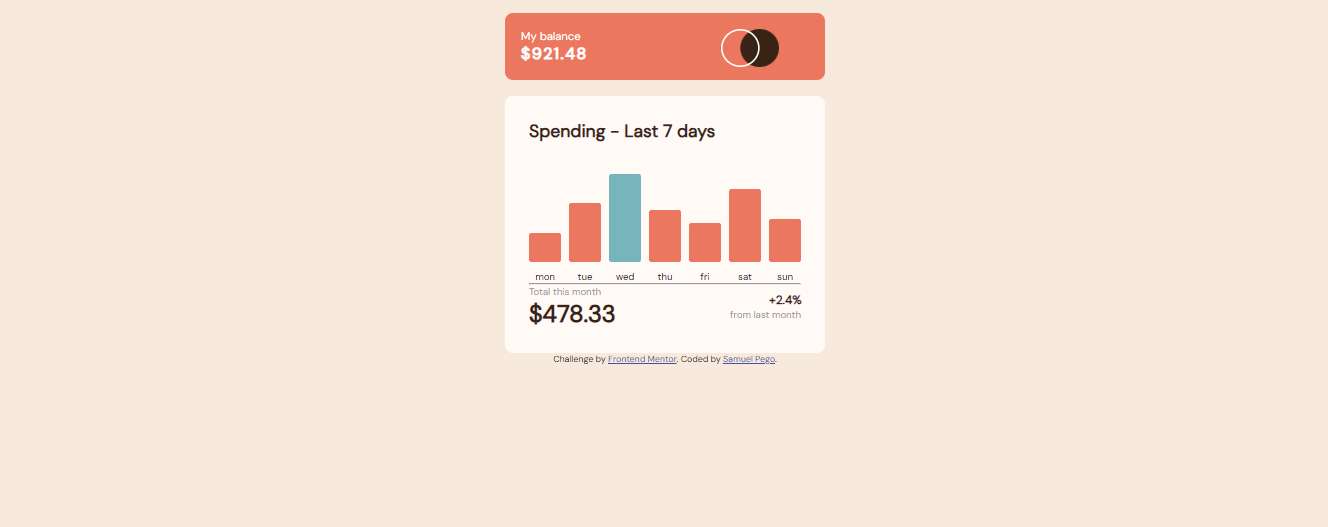 My balance
$921.48
Spending - Last 7 days
mon tue wed thu fri sat sun
Total this month
$478.33
+2.4%
from last month
Challenge by Frontend Mentor. Coded by Samuel Pego.